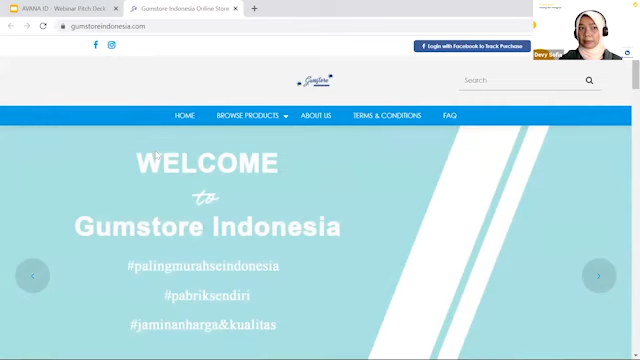 AVANA ID - Webinar Pitch Deck
Gumstore Indonesia Online Store
gumstoreindonesia.com
Login with Facebook to Track Purchase
Devy Sofia
Gumstore
Search
HOME BROWSE PRODUCTS ABOUT US TERMS & CONDITIONS FAQ
WELCOME
to
Gumstore Indonesia
#palingmurahseindonesia
#pabriksendiri
#jaminanharga&kualitas